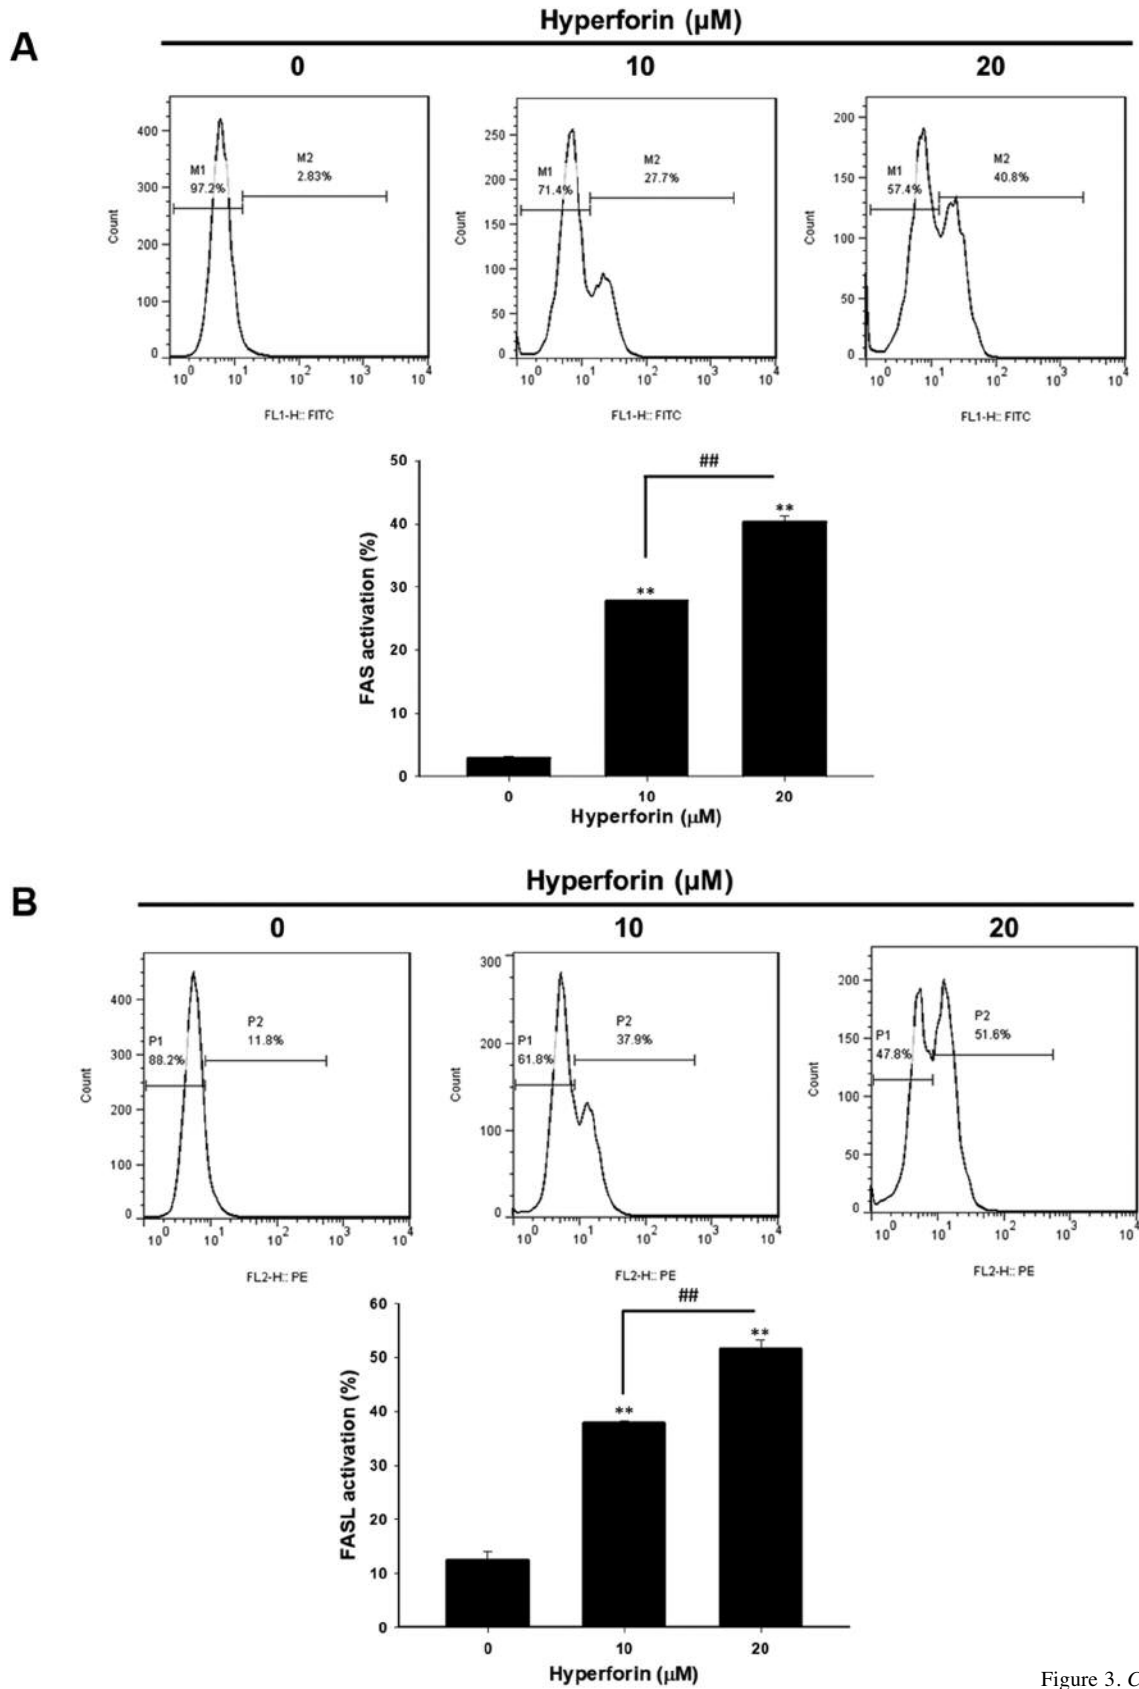 A
Hyperforin (µM)
0 10 20
400
300
200
100
0
M1
97.2%
M2
2.83%
Count
10^0 10^1 10^2 10^3 10^4
FL1-H:: FITC
250
200
150
100
50
0
M1
71.4%
M2
27.7%
Count
10^0 10^1 10^2 10^3 10^4
FL1-H:: FITC
200
150
100
50
0
M1
57.4%
M2
40.8%
Count
10^0 10^1 10^2 10^3 10^4
FL1-H:: FITC
50
40
30
20
10
0
FAS activation (%)
##
**
**
0 10 20
Hyperforin (µM)
B
Hyperforin (µM)
0 10 20
400
300
200
100
0
P1
88.2%
P2
11.8%
Count
10^0 10^1 10^2 10^3 10^4
FL2-H:: PE
300
200
100
0
P1
61.8%
P2
37.9%
Count
10^0 10^1 10^2 10^3 10^4
FL2-H:: PE
200
150
100
50
0
P1
47.8%
P2
51.6%
Count
10^0 10^1 10^2 10^3 10^4
FL2-H:: PE
60
50
40
30
20
10
0
FASL activation (%)
##
**
**
0 10 20
Hyperforin (µM)
Figure 3. C